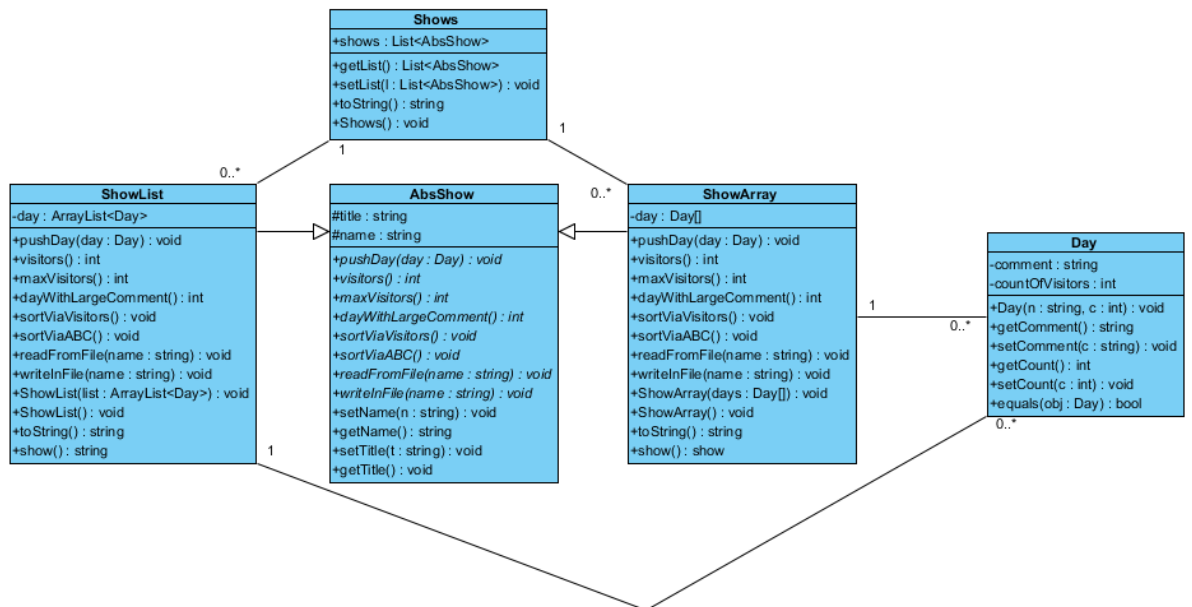 Shows
+shows : List<AbsShow>
+getList() : List<AbsShow>
+setList(l : List<AbsShow>) : void
+toString() : string
+Shows() : void
1
1
0..*
0..*
ShowList
-day : ArrayList<Day>
+pushDay(day : Day) : void
+visitors() : int
+maxVisitors() : int
+dayWithLargeComment() : int
+sortViaVisitors() : void
+sortViaABC() : void
+readFromFile(name : string) : void
+writeInFile(name : string) : void
+ShowList(list : ArrayList<Day>) : void
+ShowList() : void
+toString() : string
+show() : string
AbsShow
#title : string
#name : string
+pushDay(day : Day) : void
+visitors() : int
+maxVisitors() : int
+dayWithLargeComment() : int
+sortViaVisitors() : void
+sortViaABC() : void
+readFromFile(name : string) : void
+writeInFile(name : string) : void
+setName(n : string) : void
+getName() : string
+setTitle(t : string) : void
+getTitle() : void
ShowArray
-day : Day[]
+pushDay(day : Day) : void
+visitors() : int
+maxVisitors() : int
+dayWithLargeComment() : int
+sortViaVisitors() : void
+sortViaABC() : void
+readFromFile(name : string) : void
+writeInFile(name : string) : void
+ShowArray(days : Day[]) : void
+ShowArray() : void
+toString() : string
+show() : show
1
0..*
Day
-comment : string
-countOfVisitors : int
+Day(n : string, c : int) : void
+getComment() : string
+setComment(c : string) : void
+getCount() : int
+setCount(c : int) : void
+equals(obj : Day) : bool
0..*
1